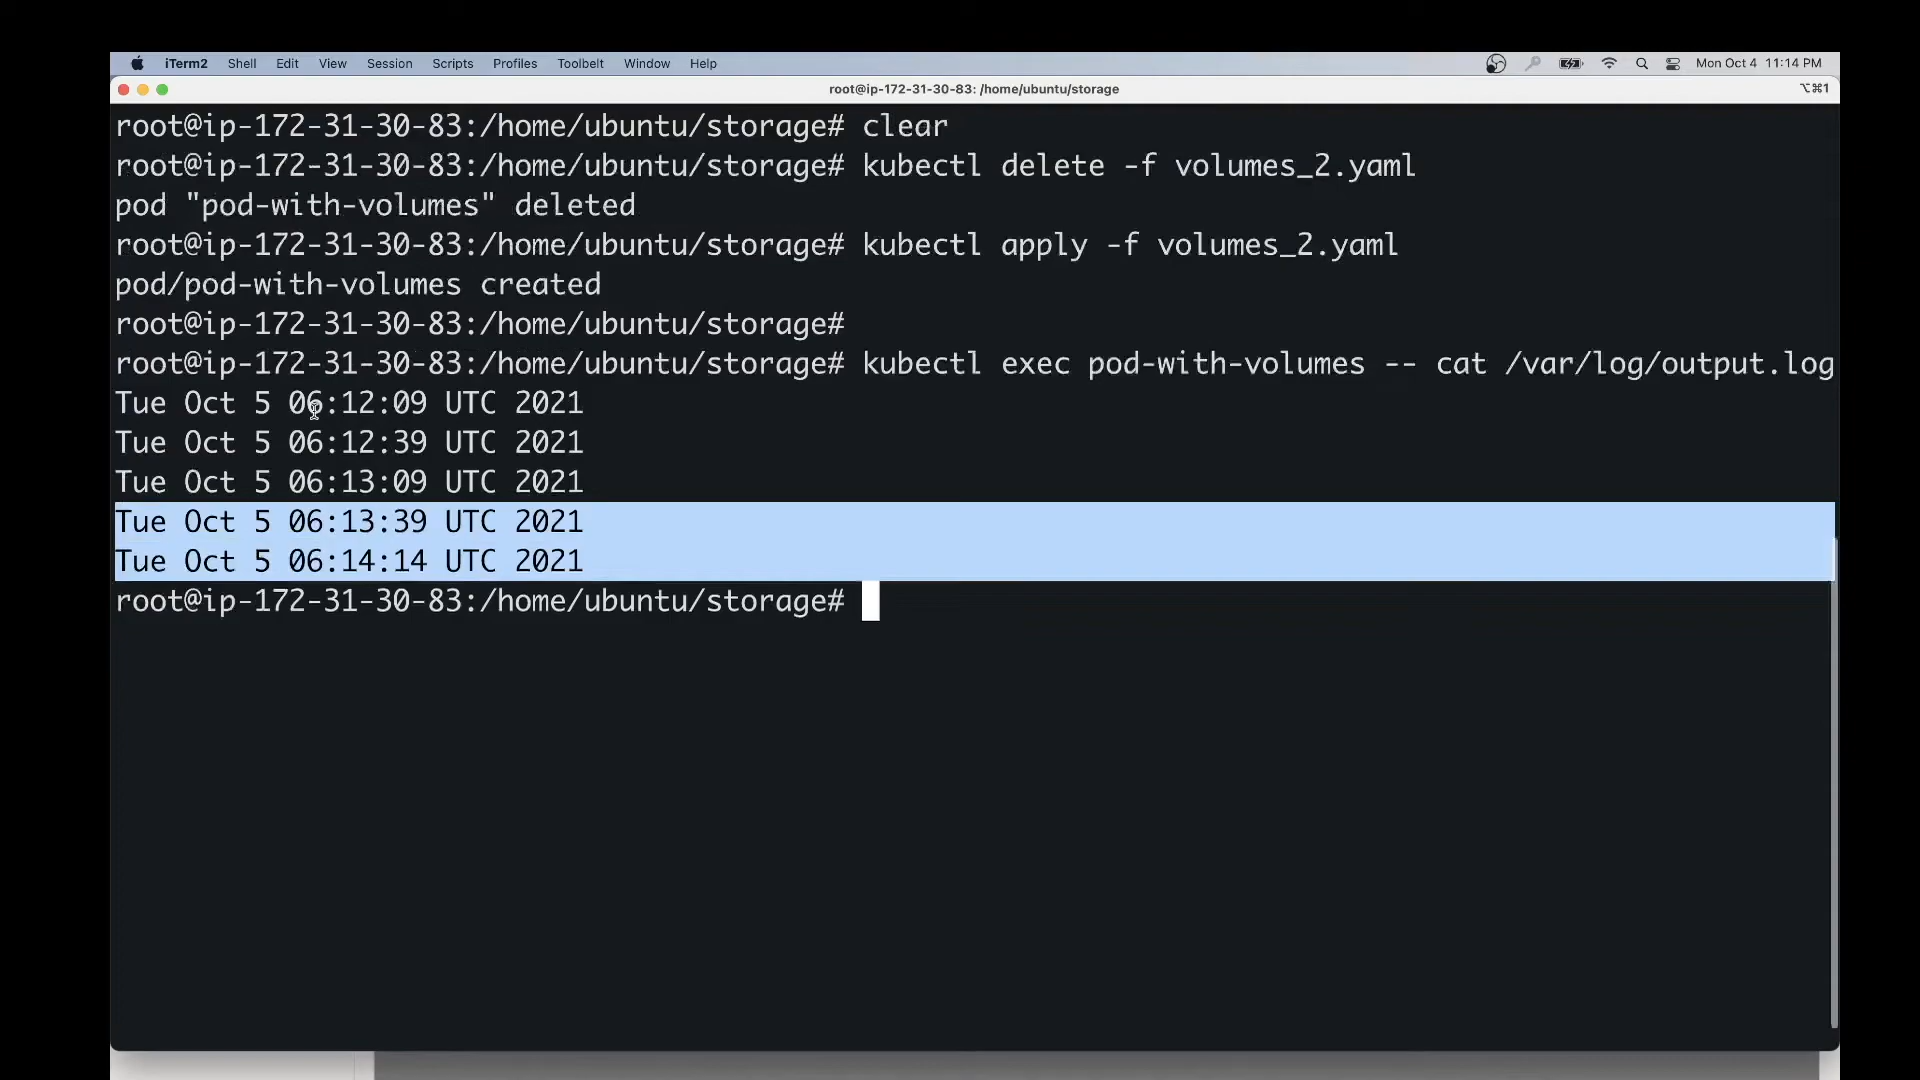 iTerm2 Shell Edit View Session Scripts Profiles Toolbelt Window Help Mon Oct 4 11:14 PM
root@ip-172-31-30-83: /home/ubuntu/storage ⌥⌘1
root@ip-172-31-30-83:/home/ubuntu/storage# clear
root@ip-172-31-30-83:/home/ubuntu/storage# kubectl delete -f volumes_2.yaml
pod "pod-with-volumes" deleted
root@ip-172-31-30-83:/home/ubuntu/storage# kubectl apply -f volumes_2.yaml
pod/pod-with-volumes created
root@ip-172-31-30-83:/home/ubuntu/storage#
root@ip-172-31-30-83:/home/ubuntu/storage# kubectl exec pod-with-volumes -- cat /var/log/output.log
Tue Oct 5 06:12:09 UTC 2021
Tue Oct 5 06:12:39 UTC 2021
Tue Oct 5 06:13:09 UTC 2021
Tue Oct 5 06:13:39 UTC 2021
Tue Oct 5 06:14:14 UTC 2021
root@ip-172-31-30-83:/home/ubuntu/storage#